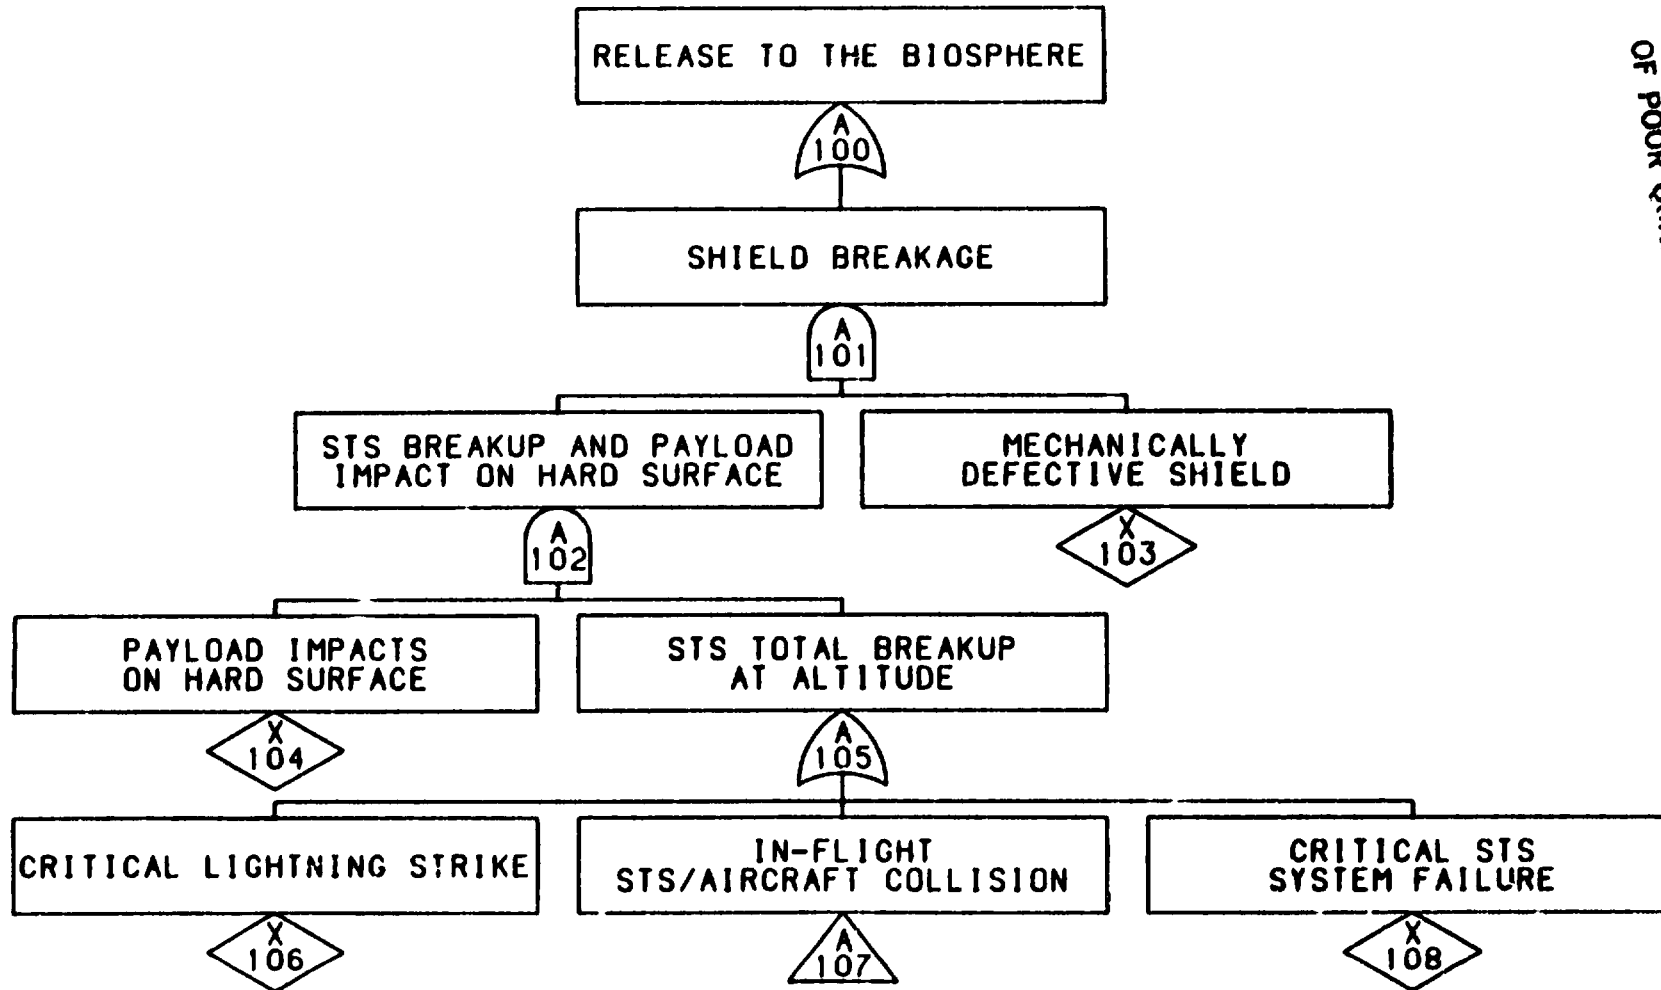 RELEASE TO THE BIOSPHERE
A
100
OF POOR
SHIELD BREAKAGE
A
101
STS BREAKUP AND PAYLOAD
IMPACT ON HARD SURFACE
MECHANICALLY
DEFECTIVE SHIELD
A
102
X
103
PAYLOAD IMPACTS
ON HARD SURFACE
STS TOTAL BREAKUP
AT ALTITUDE
X
104
A
105
CRITICAL LIGHTNING STRIKE
IN-FLIGHT
STS/AIRCRAFT COLLISION
CRITICAL STS
SYSTEM FAILURE
X
106
A
107
X
108